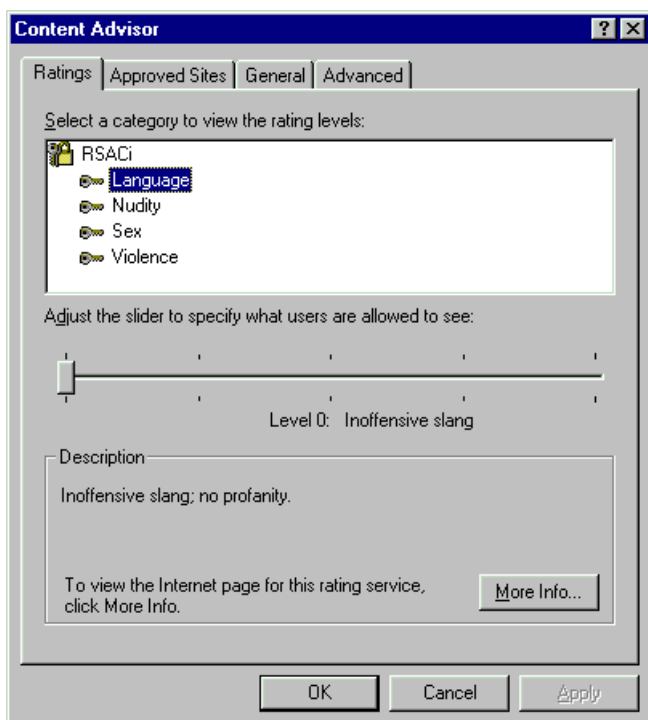 Content Advisor
Ratings Approved Sites General Advanced
Select a category to view the rating levels:
RSACi
Language
Nudity
Sex
Violence
Adjust the slider to specify what users are allowed to see:
Level 0: Inoffensive slang
Description
Inoffensive slang; no profanity.
To view the Internet page for this rating service,
click More Info.
More Info...
OK Cancel Apply